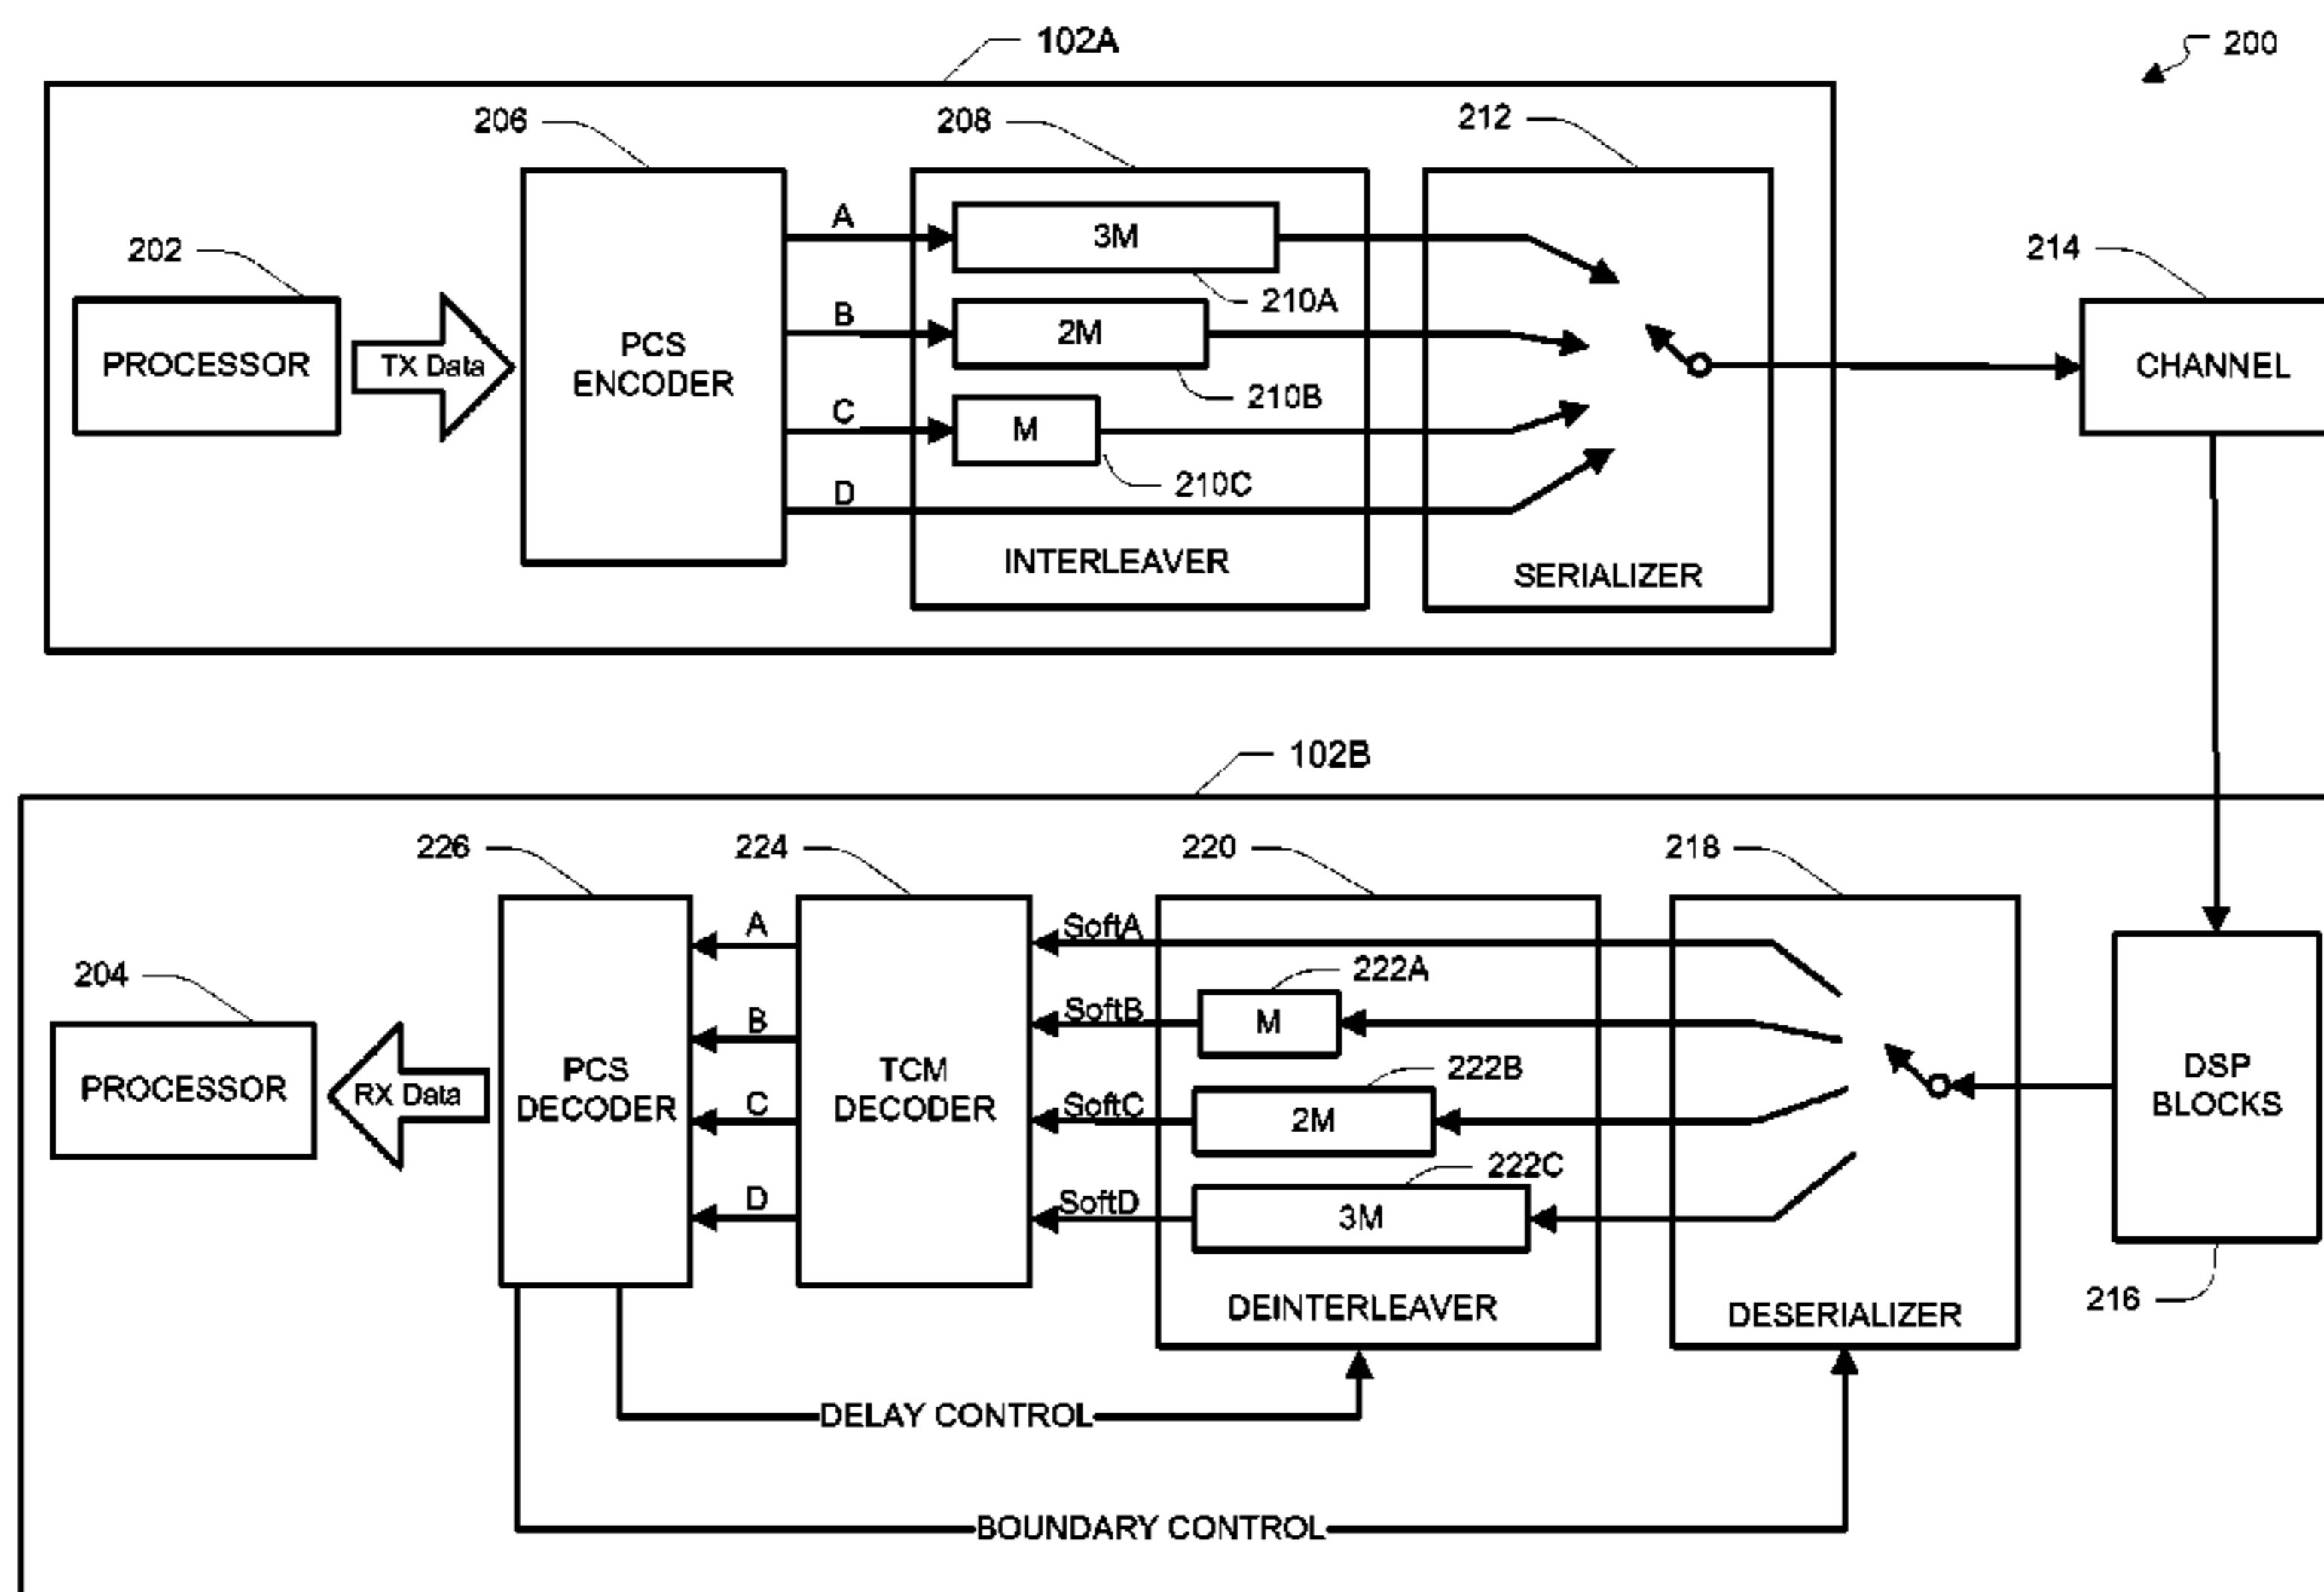 102A
200
206
208
212
202
214
A
3M
210A
B
2M
210B
C
M
210C
D
PROCESSOR
TX Data
PCS
ENCODER
INTERLEAVER
SERIALIZER
CHANNEL
102B
226
224
220
218
204
A
SoftA
222A
B
SoftB
M
222B
C
SoftC
2M
222C
D
SoftD
3M
PROCESSOR
RX Data
PCS
DECODER
TCM
DECODER
DSP
BLOCKS
216
DEINTERLEAVER
DESERIALIZER
DELAY CONTROL
BOUNDARY CONTROL